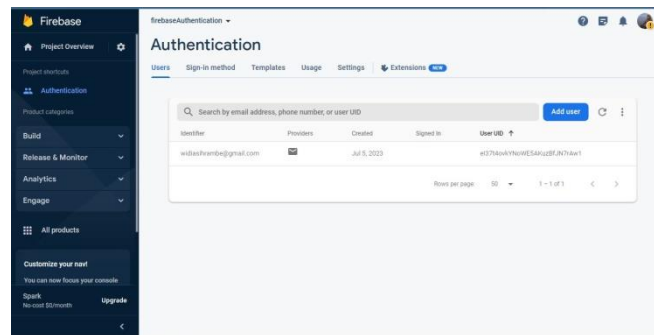 Firebase
Project Overview
Project shortcuts
Authentication
Product categories
Build
Release & Monitor
Analytics
Engage
All products
Customize your nav!
You can now focus your console
Spark
No-cost $0/month
Upgrade
firebaseAuthentication
Authentication
Users Sign-in method Templates Usage Settings Extensions NEW
Search by email address, phone number, or user UID
Add user
Identifier Providers Created Signed In User UID
widiasihrambe@gmail.com Jul 5, 2023
Rows per page: 50 1 – 1 of 1